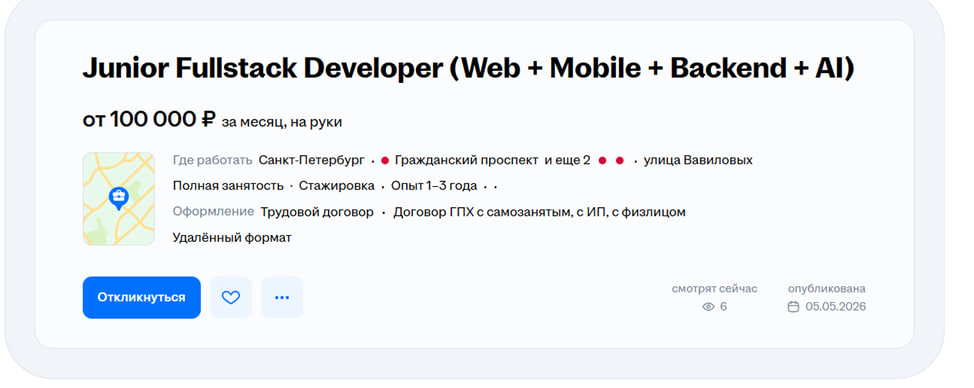 Junior Fullstack Developer (Web + Mobile + Backend + AI)
от 100 000 ₽ за месяц, на руки
Где работать Санкт-Петербург · Гражданский проспект и еще 2 · улица Вавиловых
Полная занятость · Стажировка · Опыт 1–3 года · ·
Оформление Трудовой договор · Договор ГПХ с самозанятым, с ИП, с физлицом
Удалённый формат
Откликнуться
смотрят сейчас опубликована
6 05.05.2026